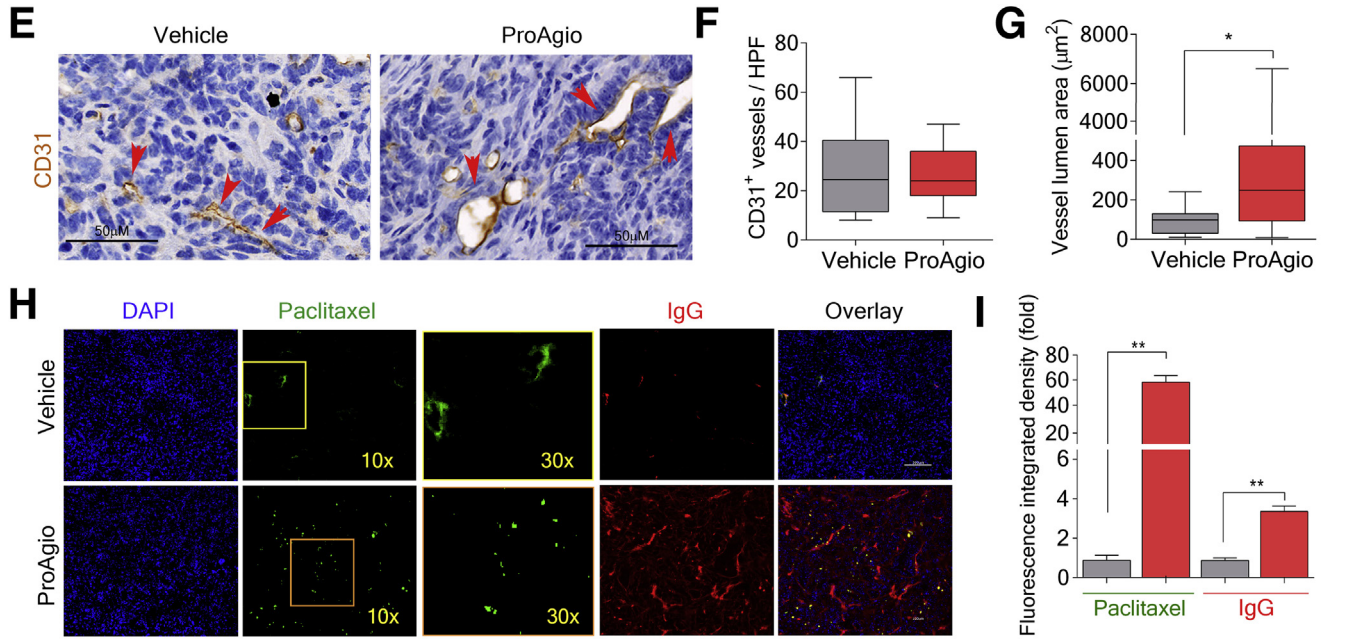 E
Vehicle
ProAgio
CD31
50µM
50µM
F
CD31+ vessels / HPF
80
60
40
20
0
Vehicle ProAgio
G
Vessel lumen area (µm2)
8000
6000
4000
400
200
0
*
Vehicle ProAgio
H
DAPI
Paclitaxel
IgG
Overlay
Vehicle
10x
30x
ProAgio
10x
30x
I
Fluorescence integrated density (fold)
80
60
40
20
6
4
2
0
**
**
Paclitaxel
IgG